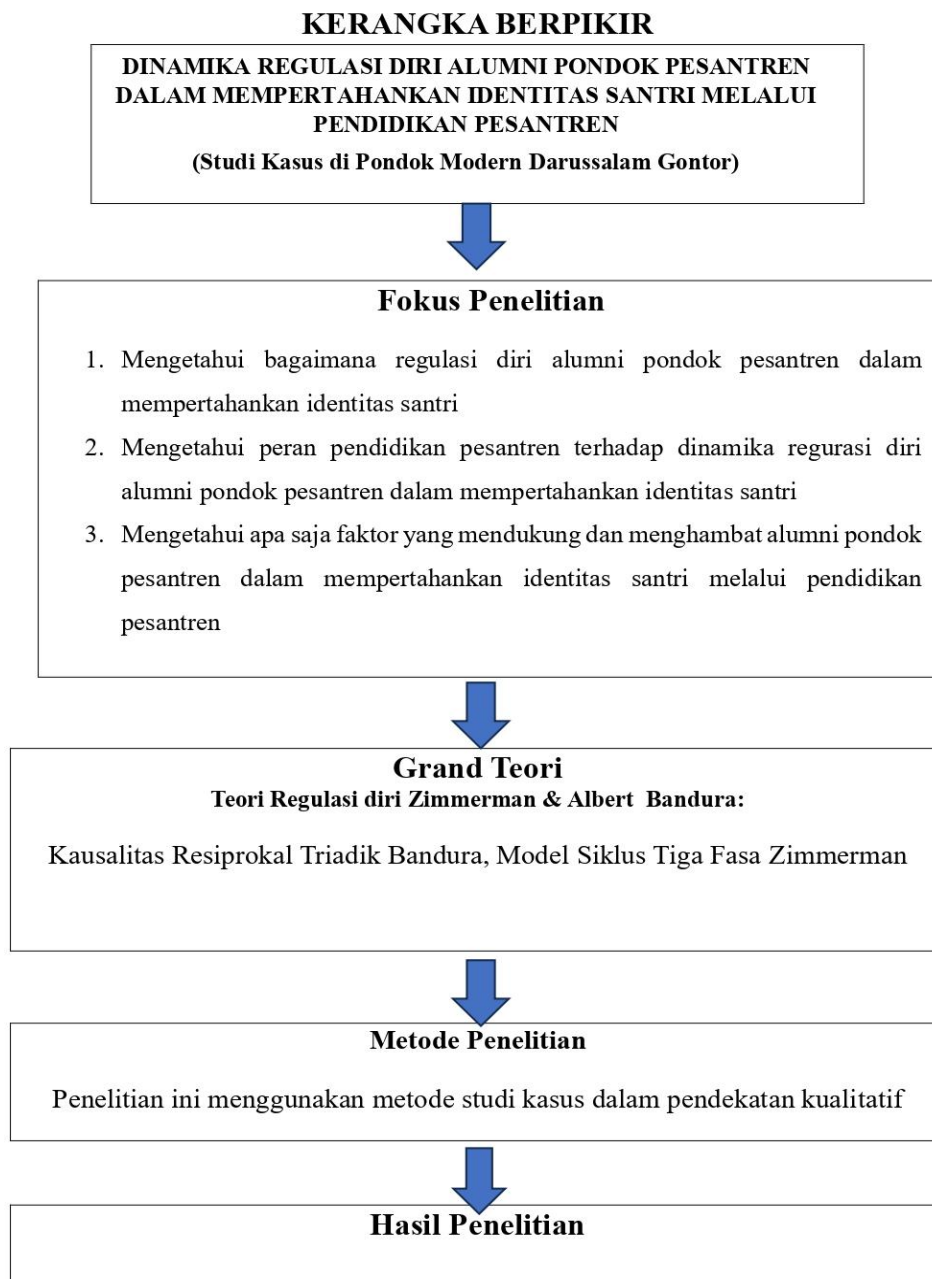 KERANGKA BERPIKIR
DINAMIKA REGULASI DIRI ALUMNI PONDOK PESANTREN
DALAM MEMPERTAHANKAN IDENTITAS SANTRI MELALUI
PENDIDIKAN PESANTREN
(Studi Kasus di Pondok Modern Darussalam Gontor)
Fokus Penelitian
1. Mengetahui bagaimana regulasi diri alumni pondok pesantren dalam
mempertahankan identitas santri
2. Mengetahui peran pendidikan pesantren terhadap dinamika regurasi diri
alumni pondok pesantren dalam mempertahankan identitas santri
3. Mengetahui apa saja faktor yang mendukung dan menghambat alumni pondok
pesantren dalam mempertahankan identitas santri melalui pendidikan
pesantren
Grand Teori
Teori Regulasi diri Zimmerman & Albert Bandura:
Kausalitas Resiprokal Triadik Bandura, Model Siklus Tiga Fasa Zimmerman
Metode Penelitian
Penelitian ini menggunakan metode studi kasus dalam pendekatan kualitatif
Hasil Penelitian